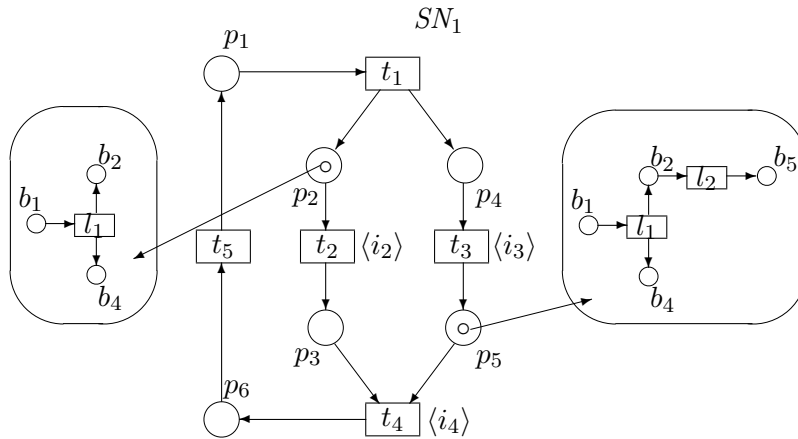 SN₁
p₁
t₁
b₂
b₁
l₁
b₄
p₂
p₄
b₂
b₅
l₂
b₁
l₁
b₄
t₅
t₂ ⟨i₂⟩
t₃ ⟨i₃⟩
p₃
p₅
p₆
t₄ ⟨i₄⟩